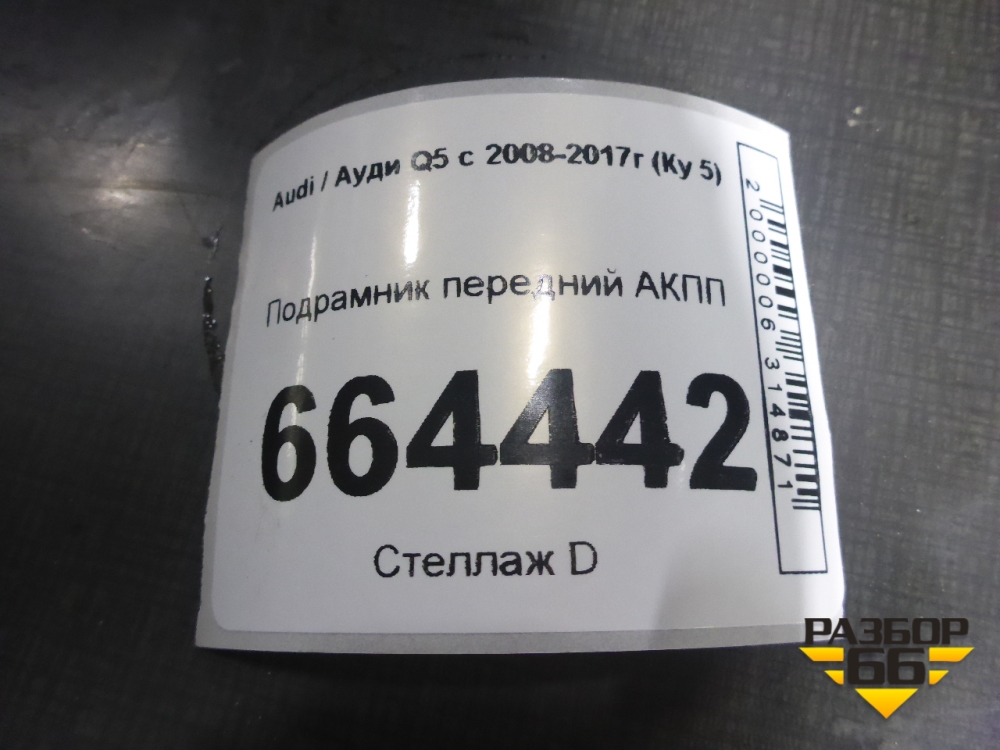 Audi / Ауди Q5 с 2008-2017г (Ку 5)
Подрамник передний АКПП
664442
Стеллаж D
2000006314871
РАЗБОР
66